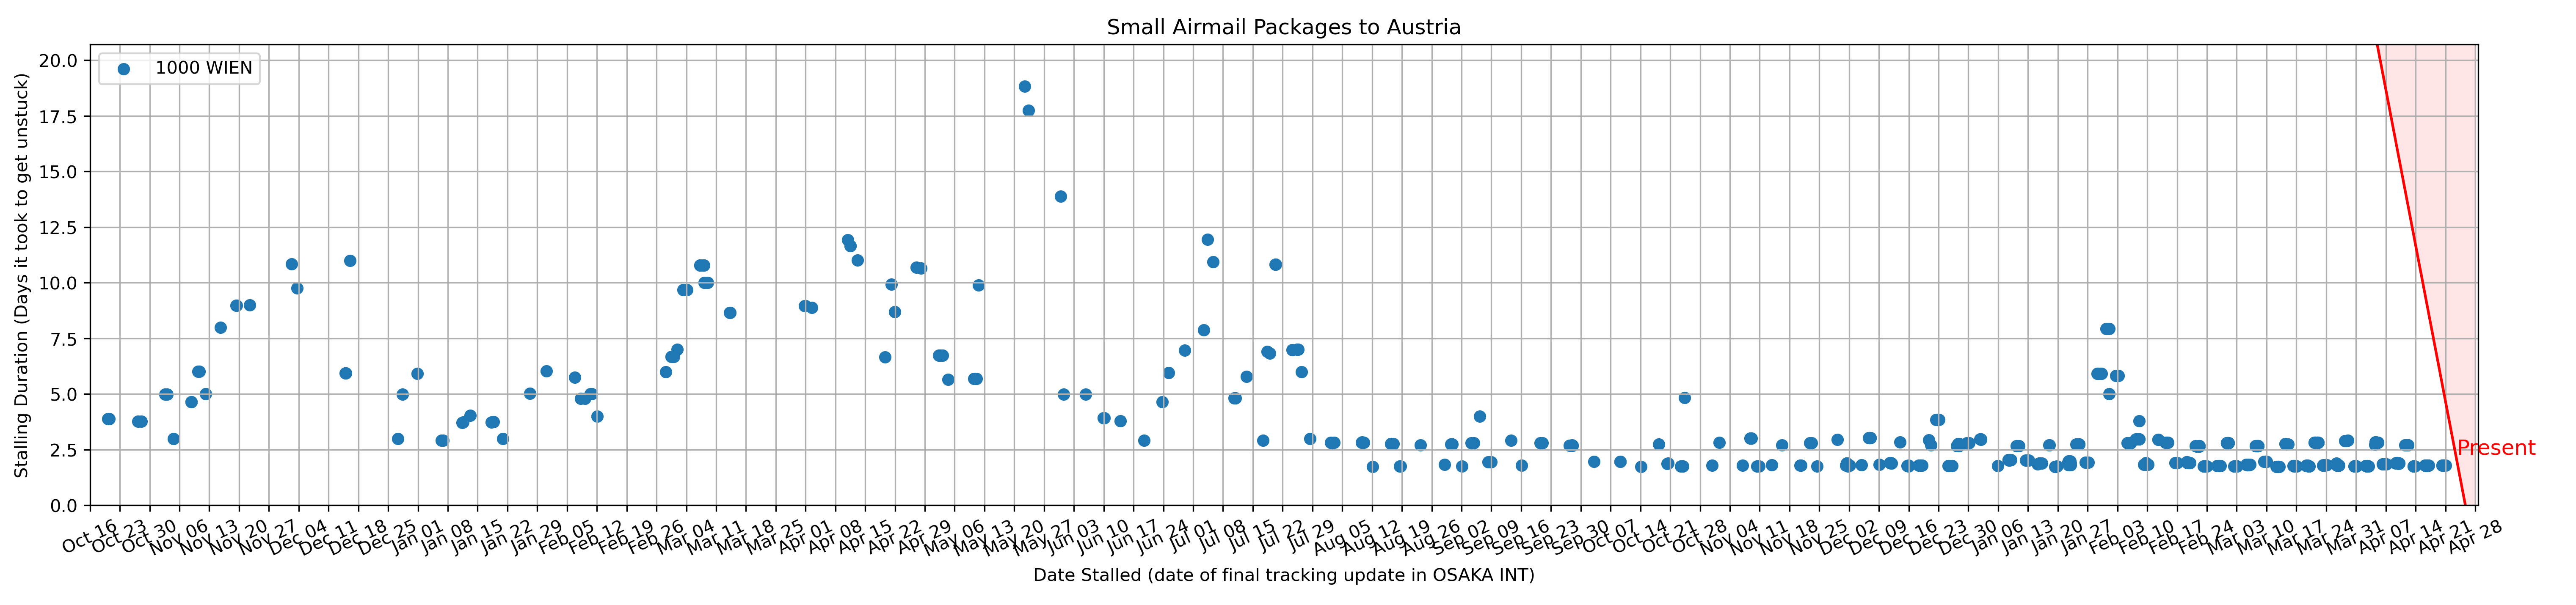 Small Airmail Packages to Austria
1000 WIEN
Stalling Duration (Days it took to get unstuck)
20.0
17.5
15.0
12.5
10.0
7.5
5.0
2.5
0.0
Present
Oct 16 Oct 23 Oct 30 Nov 06 Nov 13 Nov 20 Nov 27 Dec 04 Dec 11 Dec 18 Dec 25 Jan 01 Jan 08 Jan 15 Jan 22 Jan 29 Feb 05 Feb 12 Feb 19 Feb 26 Mar 04 Mar 11 Mar 18 Mar 25 Apr 01 Apr 08 Apr 15 Apr 22 Apr 29 May 06 May 13 May 20 May 27 Jun 03 Jun 10 Jun 17 Jun 24 Jul 01 Jul 08 Jul 15 Jul 22 Jul 29 Aug 05 Aug 12 Aug 19 Aug 26 Sep 02 Sep 09 Sep 16 Sep 23 Sep 30 Oct 07 Oct 14 Oct 21 Oct 28 Nov 04 Nov 11 Nov 18 Nov 25 Dec 02 Dec 09 Dec 16 Dec 23 Dec 30 Jan 06 Jan 13 Jan 20 Jan 27 Feb 03 Feb 10 Feb 17 Feb 24 Mar 03 Mar 10 Mar 17 Mar 24 Mar 31 Apr 07 Apr 14 Apr 21 Apr 28
Date Stalled (date of final tracking update in OSAKA INT)